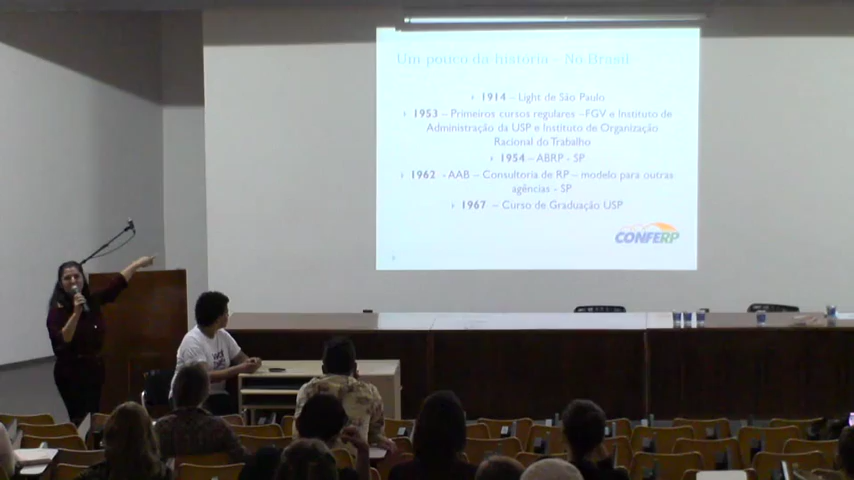 Um pouco da história - No Brasil
› 1914 – Light de São Paulo
› 1953 – Primeiros cursos regulares –FGV e Instituto de
Administração da USP e Instituto de Organização
Racional do Trabalho
› 1954 – ABRP - SP
› 1962 - AAB – Consultoria de RP – modelo para outras
agências - SP
› 1967 – Curso de Graduação USP
CONFERP